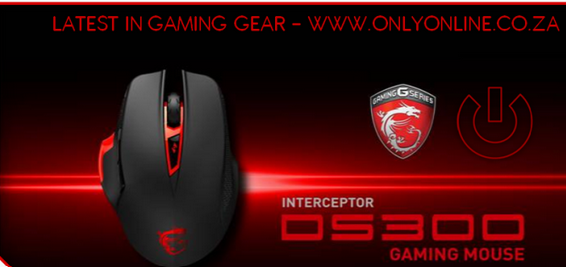 LATEST IN GAMING GEAR - WWW.ONLYONLINE.CO.ZA
GAMING G SERIES
INTERCEPTOR
DS300
GAMING MOUSE